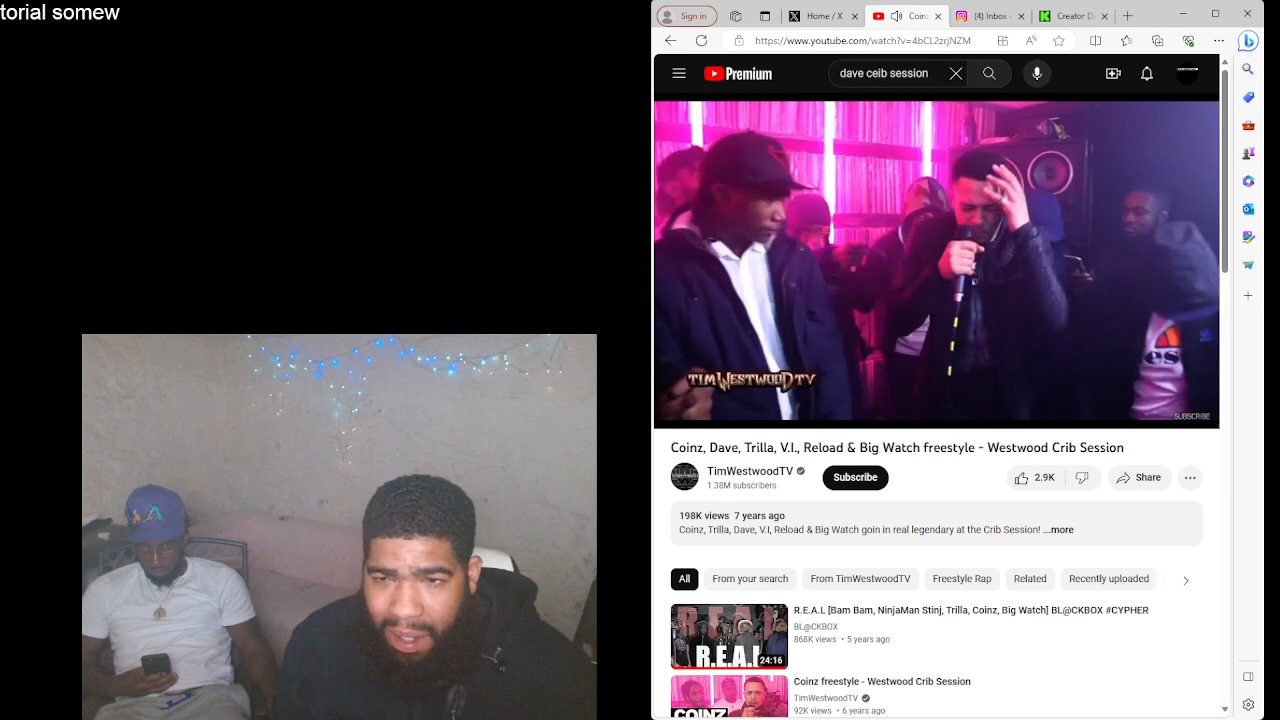 torial somew
Sign in
Home / X
Coinz
(4) Inbox
Creator D
https://www.youtube.com/watch?v=4bCL2zrjNZM
Premium
dave ceib session
TIMWESTWOODTV
SUBSCRIBE
Coinz, Dave, Trilla, V.I., Reload & Big Watch freestyle - Westwood Crib Session
TimWestwoodTV
1.38M subscribers
Subscribe
2.9K
Share
198K views 7 years ago
Coinz, Trilla, Dave, V.I, Reload & Big Watch goin in real legendary at the Crib Session! ...more
All
From your search
From TimWestwoodTV
Freestyle Rap
Related
Recently uploaded
R.E.A.L [Bam Bam, NinjaMan Stinj, Trilla, Coinz, Big Watch] BL@CKBOX #CYPHER
BL@CKBOX
868K views • 5 years ago
R.E.A.L
24:16
Coinz freestyle - Westwood Crib Session
TimWestwoodTV
92K views • 6 years ago
COINZ